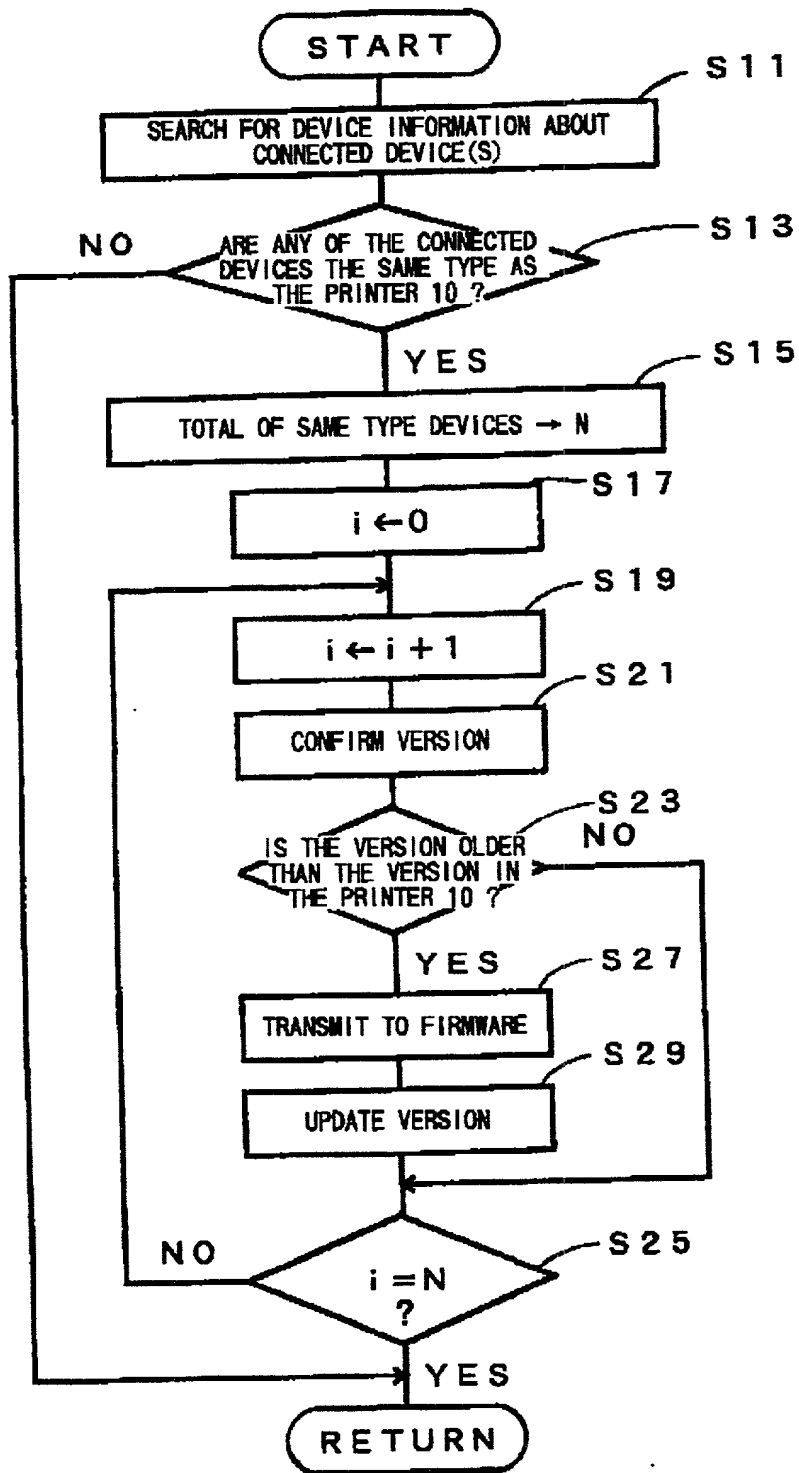 START
S11
SEARCH FOR DEVICE INFORMATION ABOUT
CONNECTED DEVICE(S)
S13
NO
ARE ANY OF THE CONNECTED
DEVICES THE SAME TYPE AS
THE PRINTER 10 ?
YES
S15
TOTAL OF SAME TYPE DEVICES → N
S17
i ← 0
S19
i ← i + 1
S21
CONFIRM VERSION
S23
NO
IS THE VERSION OLDER
THAN THE VERSION IN
THE PRINTER 10 ?
YES
S27
TRANSMIT TO FIRMWARE
S29
UPDATE VERSION
S25
NO
i = N
?
YES
RETURN